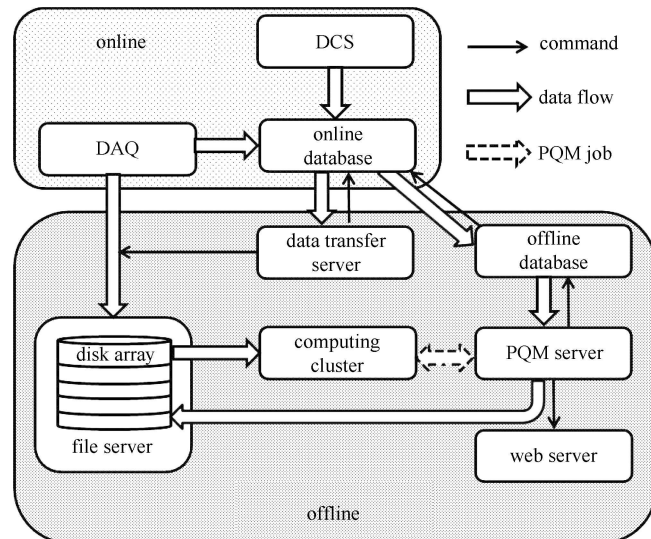 online
DCS
command
data flow
PQM job
DAQ
online
database
data transfer
server
offline
database
disk array
file server
computing
cluster
PQM server
web server
offline